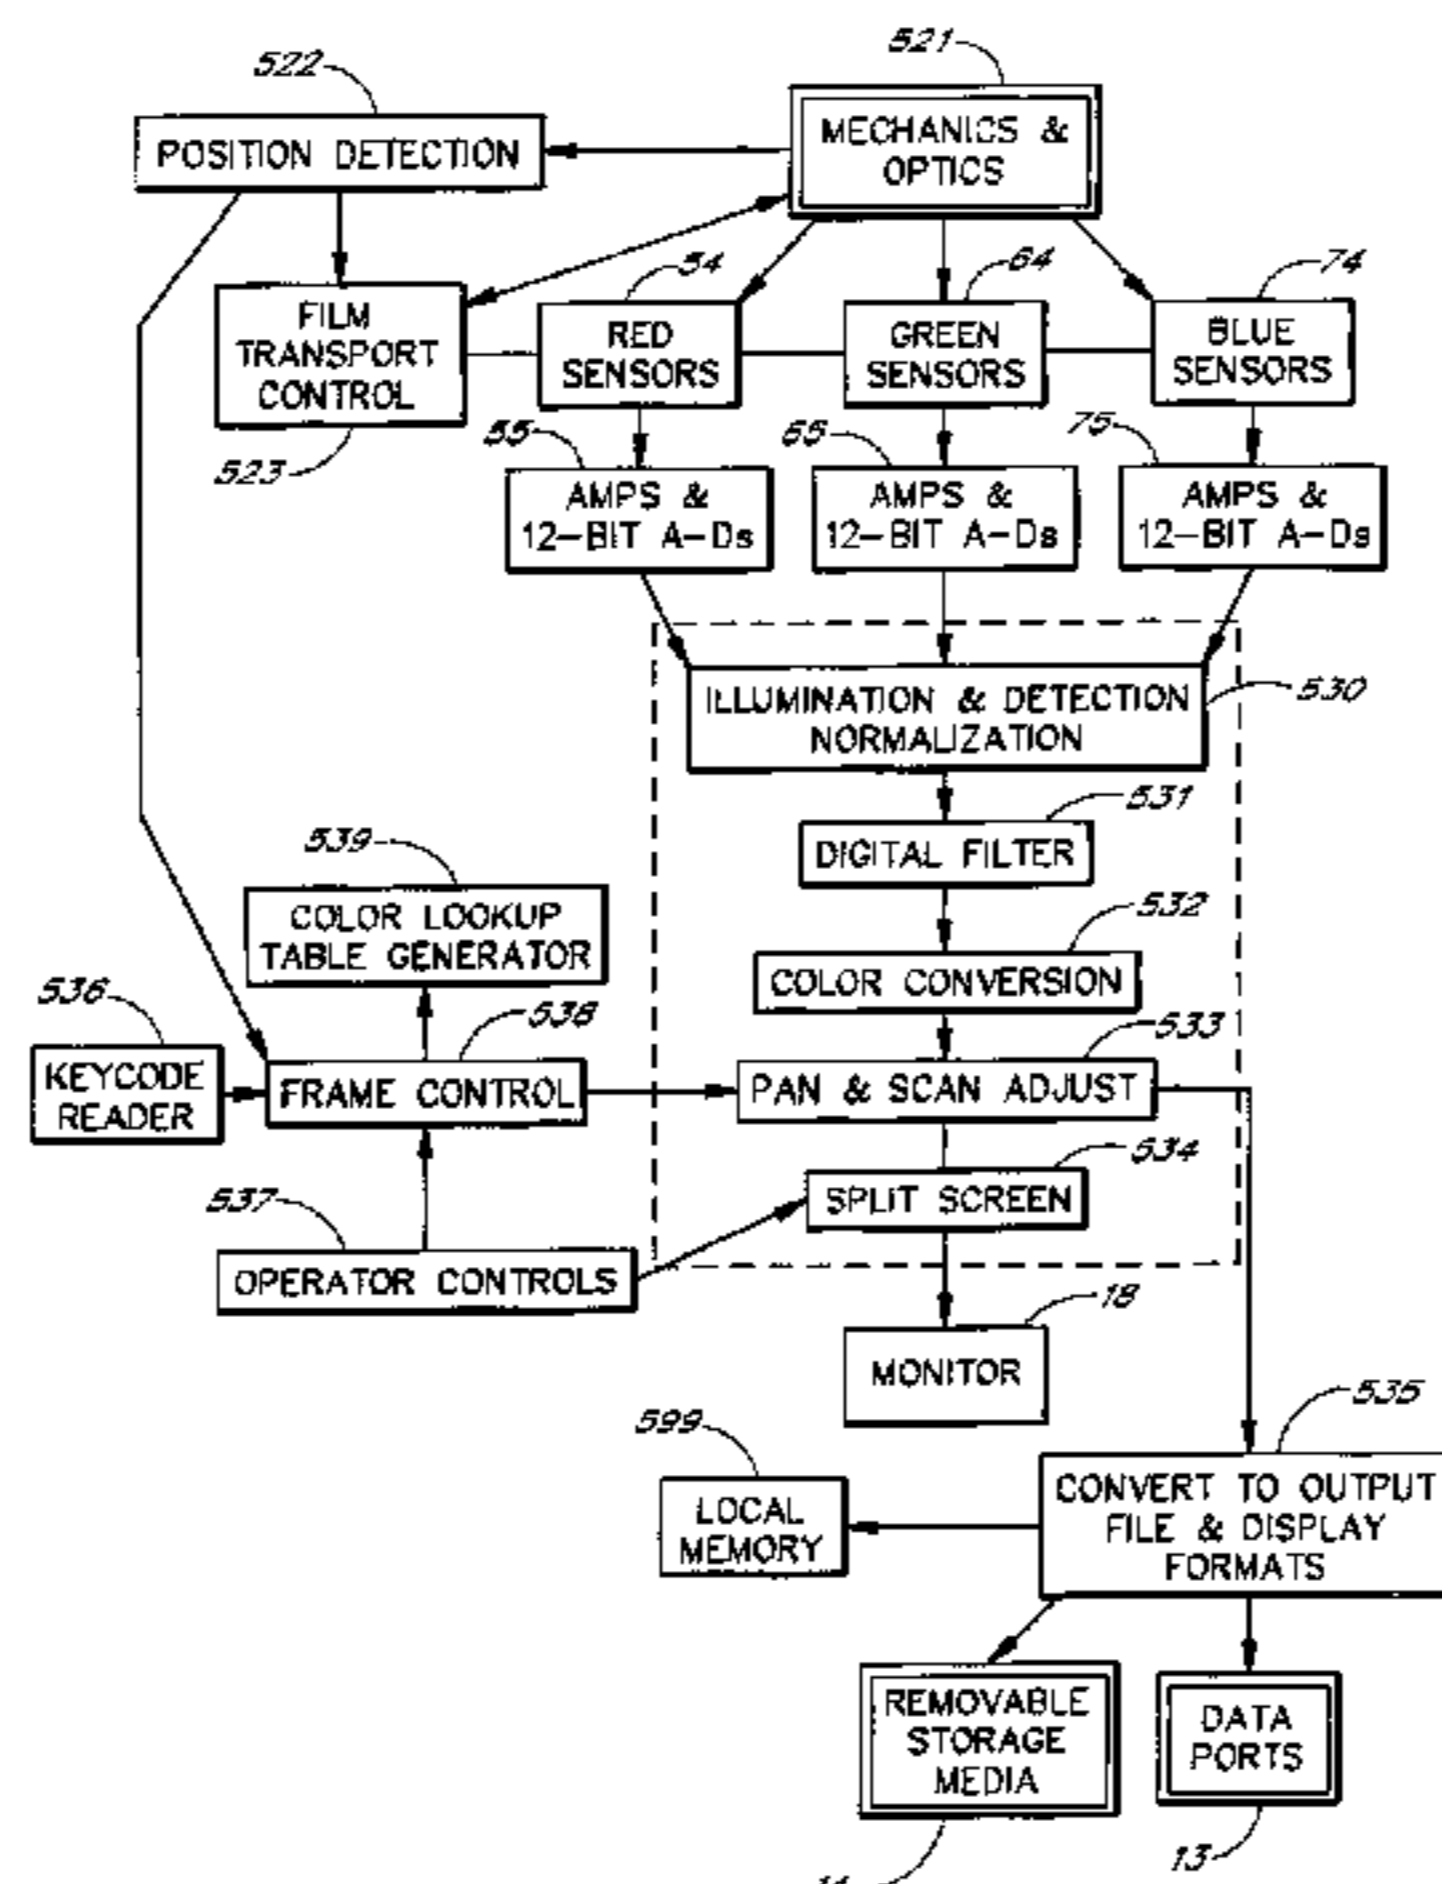 521
522
MECHANICS &
OPTICS
POSITION DETECTION
54
64
74
FILM
TRANSPORT
CONTROL
RED
SENSORS
GREEN
SENSORS
BLUE
SENSORS
523
55
65
75
AMPS &
12-BIT A-Ds
AMPS &
12-BIT A-Ds
AMPS &
12-BIT A-Ds
ILLUMINATION & DETECTION
NORMALIZATION
530
531
DIGITAL FILTER
539
COLOR LOOKUP
TABLE GENERATOR
532
COLOR CONVERSION
536
538
533
KEYCODE
READER
FRAME CONTROL
PAN & SCAN ADJUST
534
537
SPLIT SCREEN
OPERATOR CONTROLS
18
MONITOR
535
599
LOCAL
MEMORY
CONVERT TO OUTPUT
FILE & DISPLAY
FORMATS
REMOVABLE
STORAGE
MEDIA
DATA
PORTS
13